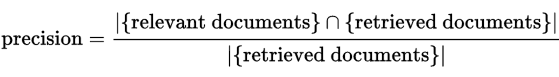 precision = |{relevant documents} ∩ {retrieved documents}| / |{retrieved documents}|